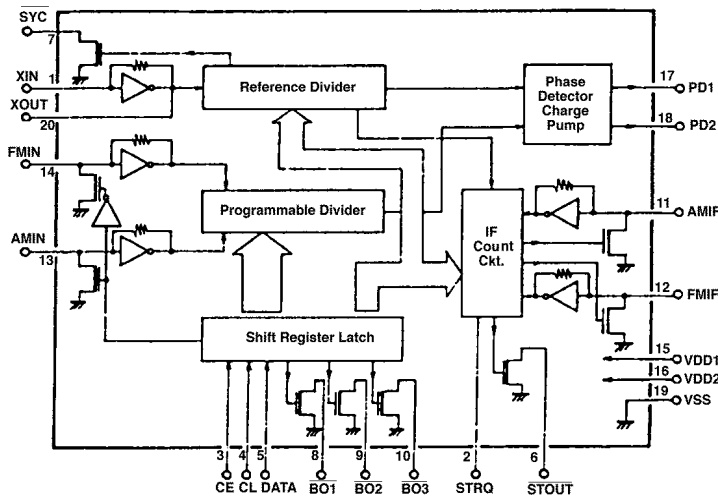 SYC
7
XIN
1
XOUT
20
FMIN
14
AMIN
13
Reference Divider
Programmable Divider
Shift Register Latch
Phase
Detector
Charge
Pump
IF
Count
Ckt.
17
PD1
18
PD2
11
AMIF
12
FMIF
15
VDD1
16
VDD2
19
VSS
3
4
5
8
9
10
2
6
CE
CL
DATA
BO1
BO2
BO3
STRQ
STOUT